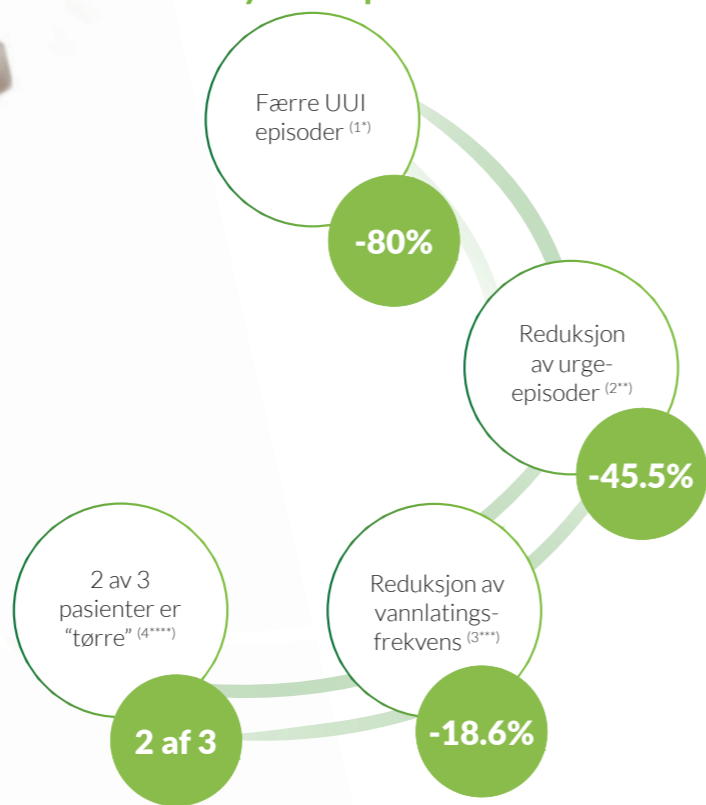 Færre UUI
episoder (1*)
-80%
Reduksjon
av urge-
episoder (2**)
-45.5%
Reduksjon av
vannlatings-
frekvens (3***)
-18.6%
2 av 3
pasienter er
“tørre” (4****)
2 af 3